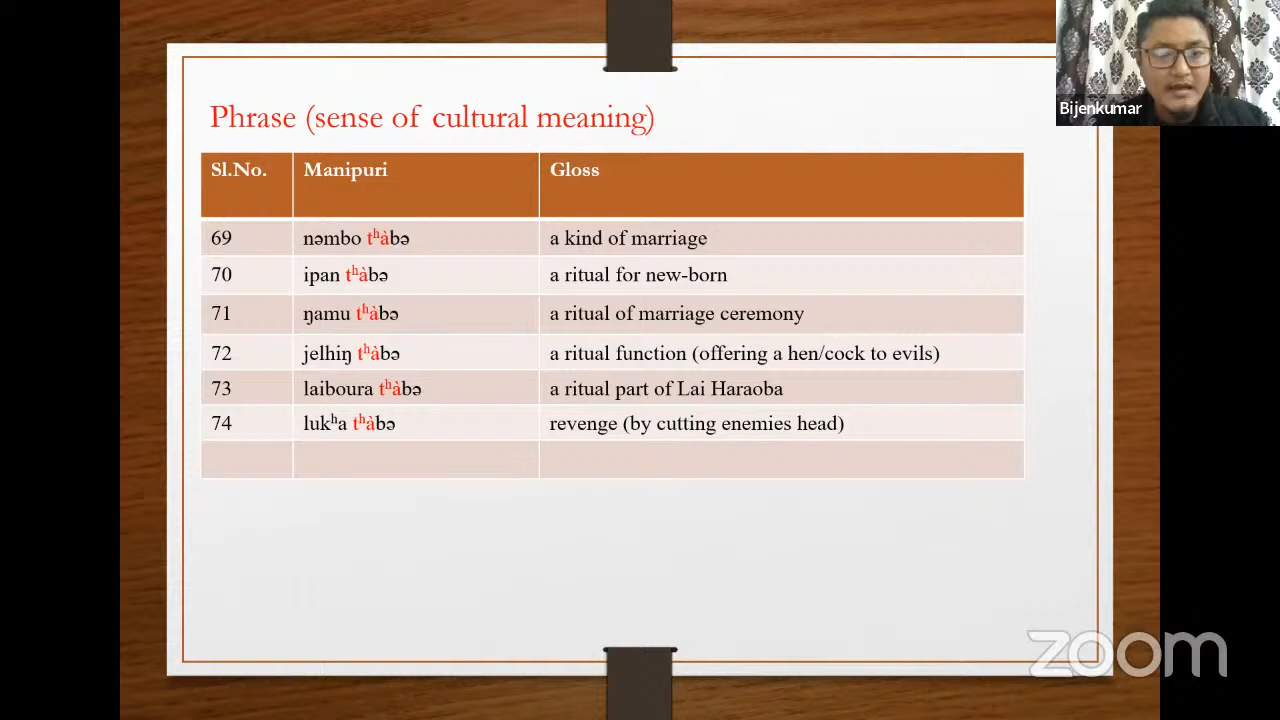 Bijenkumar
Phrase (sense of cultural meaning)
Sl.No. Manipuri Gloss
69 nəmbo tʰàbə a kind of marriage
70 ipan tʰàbə a ritual for new-born
71 ŋamu tʰàbə a ritual of marriage ceremony
72 jelhiŋ tʰàbə a ritual function (offering a hen/cock to evils)
73 laiboura tʰàbə a ritual part of Lai Haraoba
74 lukʰa tʰàbə revenge (by cutting enemies head)
zoom